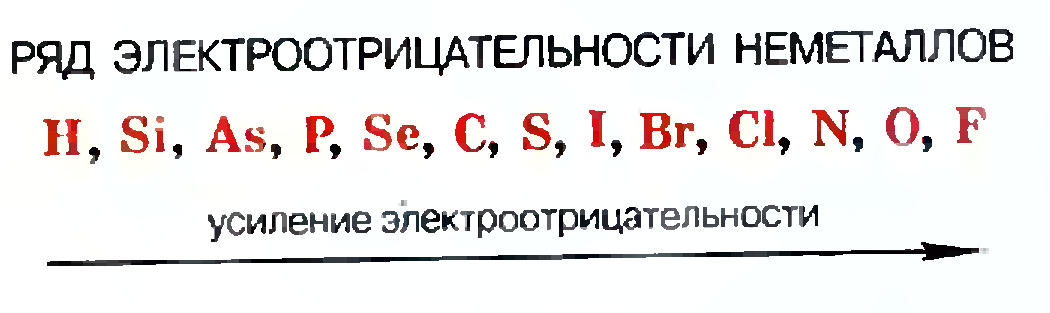 РЯД ЭЛЕКТРООТРИЦАТЕЛЬНОСТИ НЕМЕТАЛЛОВ
H, Si, As, P, Se, C, S, I, Br, Cl, N, O, F
усиление электроотрицательности